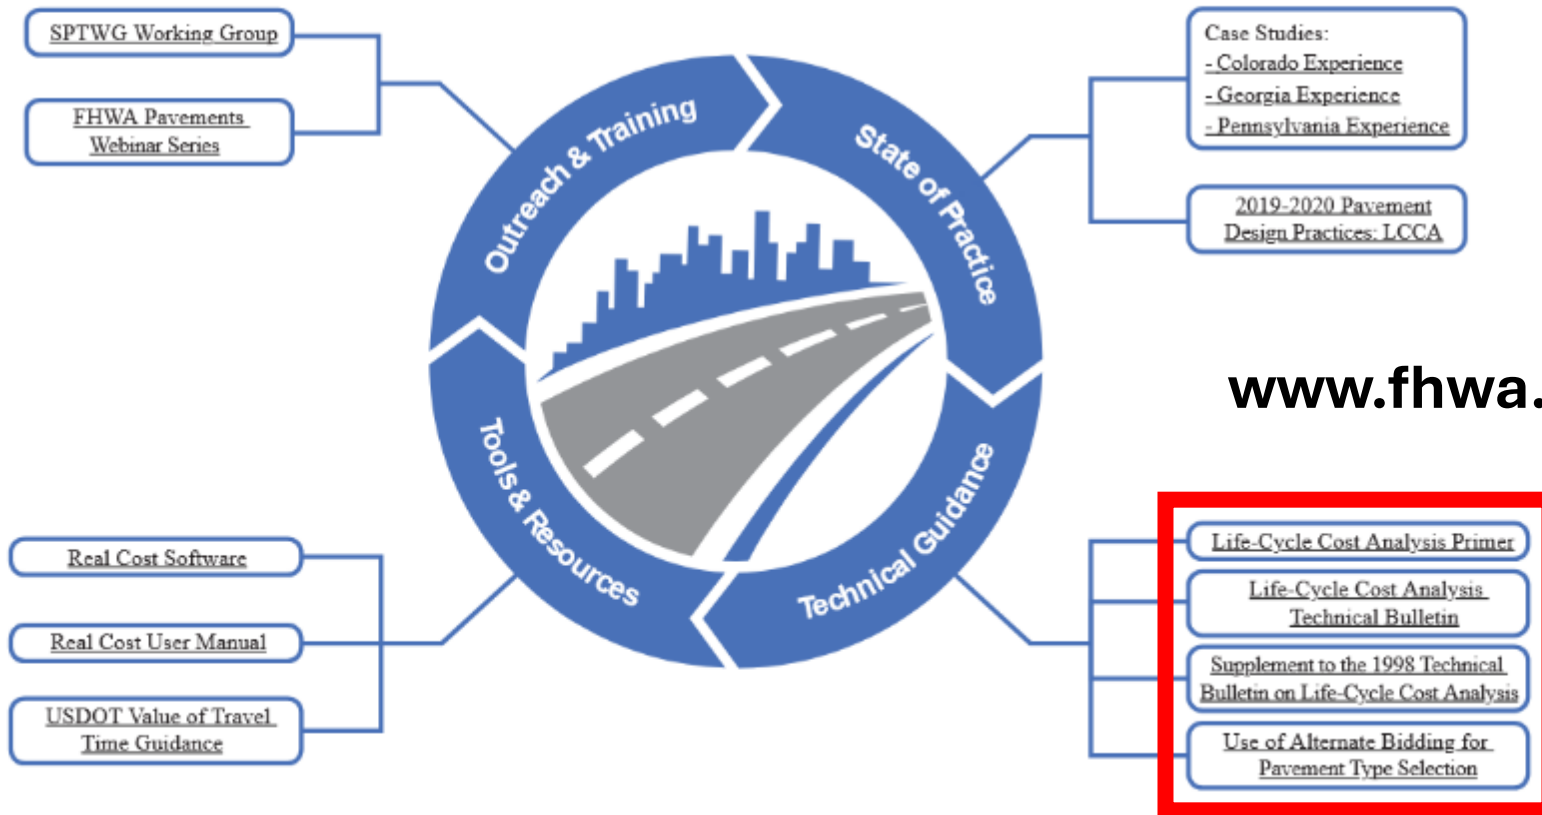 SPTWG Working Group
FHWA Pavements
Webinar Series
Outreach & Training
State of Practice
Case Studies:
- Colorado Experience
- Georgia Experience
- Pennsylvania Experience
2019-2020 Pavement
Design Practices: LCCA
www.fhwa.
Tools & Resources
Technical Guidance
Real Cost Software
Real Cost User Manual
USDOT Value of Travel
Time Guidance
Life-Cycle Cost Analysis Primer
Life-Cycle Cost Analysis
Technical Bulletin
Supplement to the 1998 Technical
Bulletin on Life-Cycle Cost Analysis
Use of Alternate Bidding for
Pavement Type Selection